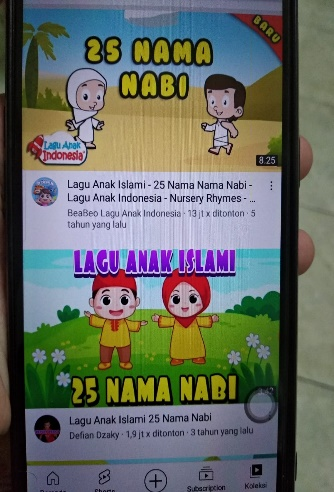 25 NAMA
NABI
BARU
Lagu Anak
Indonesia
8.25
Lagu Anak Islami - 25 Nama Nama Nabi -
Lagu Anak Indonesia - Nursery Rhymes - ...
BeaBeo Lagu Anak Indonesia · 13 jt x ditonton · 5
tahun yang lalu
LAGU ANAK ISLAMI
25 NAMA NABI
Lagu Anak Islami 25 Nama Nabi
Defian Dzaky · 1,9 jt x ditonton · 3 tahun yang lalu
Shorts
Subscription
Koleksi